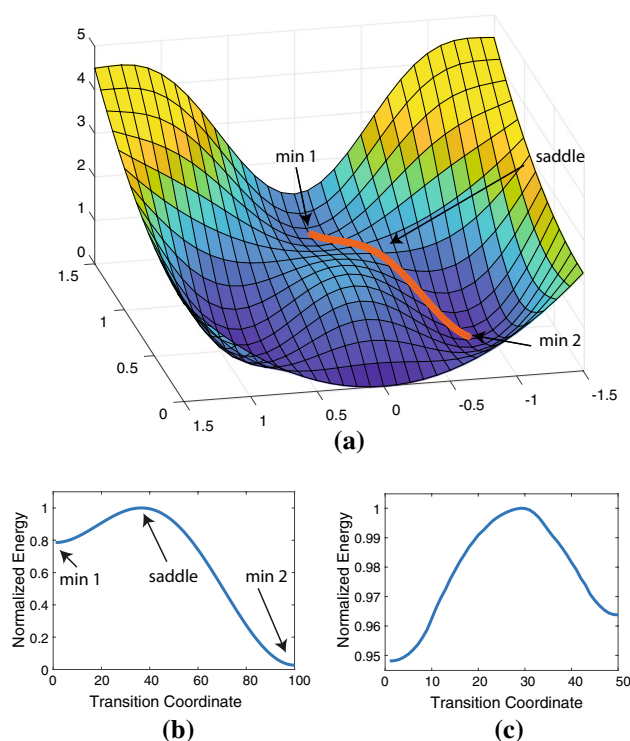 5
4
3
2
1
0
1.5
1
0.5
0
1.5
1
0.5
0
-0.5
-1
-1.5
min 1
saddle
min 2
(a)
Normalized Energy
1
0.8
0.6
0.4
0.2
0
0 20 40 60 80 100
min 1
saddle
min 2
Transition Coordinate
(b)
Normalized Energy
1
0.99
0.98
0.97
0.96
0.95
0 10 20 30 40 50
Transition Coordinate
(c)